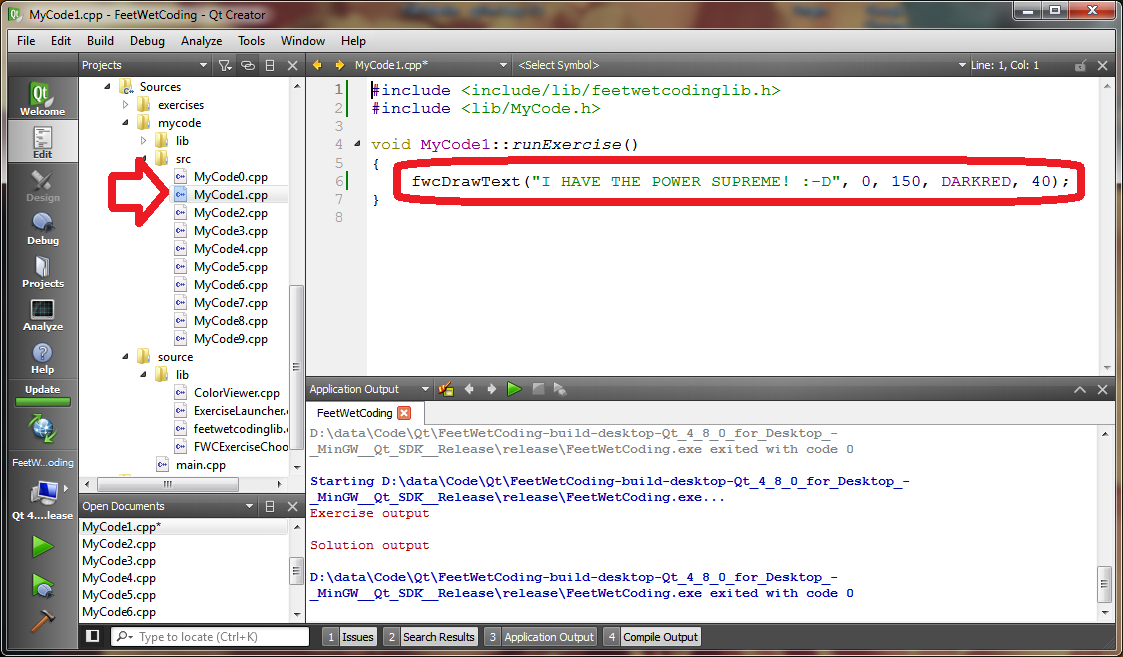 MyCode1.cpp - FeetWetCoding - Qt Creator
File Edit Build Debug Analyze Tools Window Help
Projects
MyCode1.cpp*
<Select Symbol>
Line: 1, Col: 1
Qt
Welcome
Edit
Design
Debug
Projects
Analyze
Help
Update
FeetW...oding
Qt 4....lease
Sources
exercises
mycode
lib
src
MyCode0.cpp
MyCode1.cpp
MyCode2.cpp
MyCode3.cpp
MyCode4.cpp
MyCode5.cpp
MyCode6.cpp
MyCode7.cpp
MyCode8.cpp
MyCode9.cpp
source
lib
ColorViewer.cpp
ExerciseLauncher.c
feetwetcodinglib.c
FWCExerciseChoo
main.cpp
Open Documents
MyCode1.cpp*
MyCode2.cpp
MyCode3.cpp
MyCode4.cpp
MyCode5.cpp
MyCode6.cpp
1 #include <include/lib/feetwetcodinglib.h>
2 #include <lib/MyCode.h>
3
4 void MyCode1::runExercise()
5 {
6 fwcDrawText("I HAVE THE POWER SUPREME! :-D", 0, 150, DARKRED, 40);
7 }
8
Application Output
FeetWetCoding
D:\data\Code\Qt\FeetWetCoding-build-desktop-Qt_4_8_0_for_Desktop_-
_MinGW__Qt_SDK__Release\release\FeetWetCoding.exe exited with code 0
Starting D:\data\Code\Qt\FeetWetCoding-build-desktop-Qt_4_8_0_for_Desktop_-
_MinGW__Qt_SDK__Release\release\FeetWetCoding.exe...
Exercise output
Solution output
D:\data\Code\Qt\FeetWetCoding-build-desktop-Qt_4_8_0_for_Desktop_-
_MinGW__Qt_SDK__Release\release\FeetWetCoding.exe exited with code 0
Type to locate (Ctrl+K)
1 Issues 2 Search Results 3 Application Output 4 Compile Output